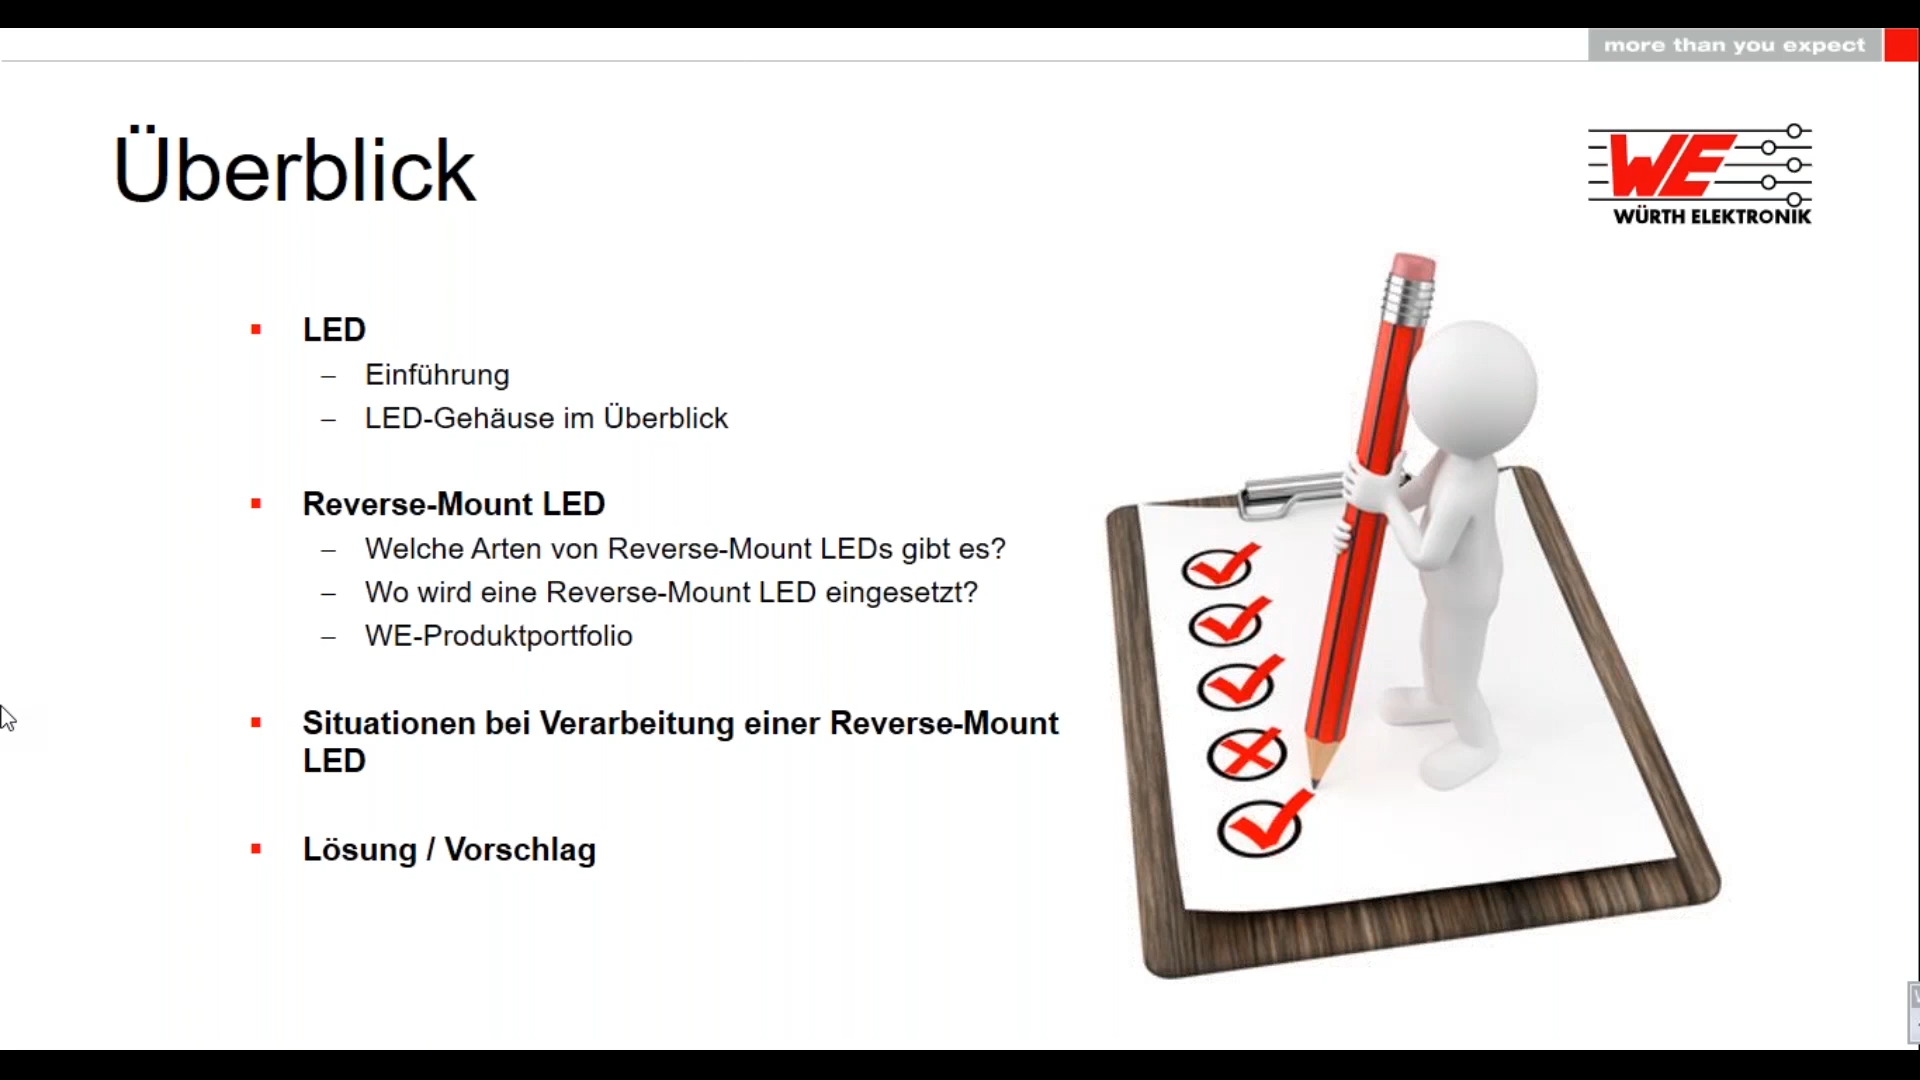 more than you expect
Überblick
WE
WÜRTH ELEKTRONIK
▪ LED
– Einführung
– LED-Gehäuse im Überblick
▪ Reverse-Mount LED
– Welche Arten von Reverse-Mount LEDs gibt es?
– Wo wird eine Reverse-Mount LED eingesetzt?
– WE-Produktportfolio
▪ Situationen bei Verarbeitung einer Reverse-Mount
LED
▪ Lösung / Vorschlag